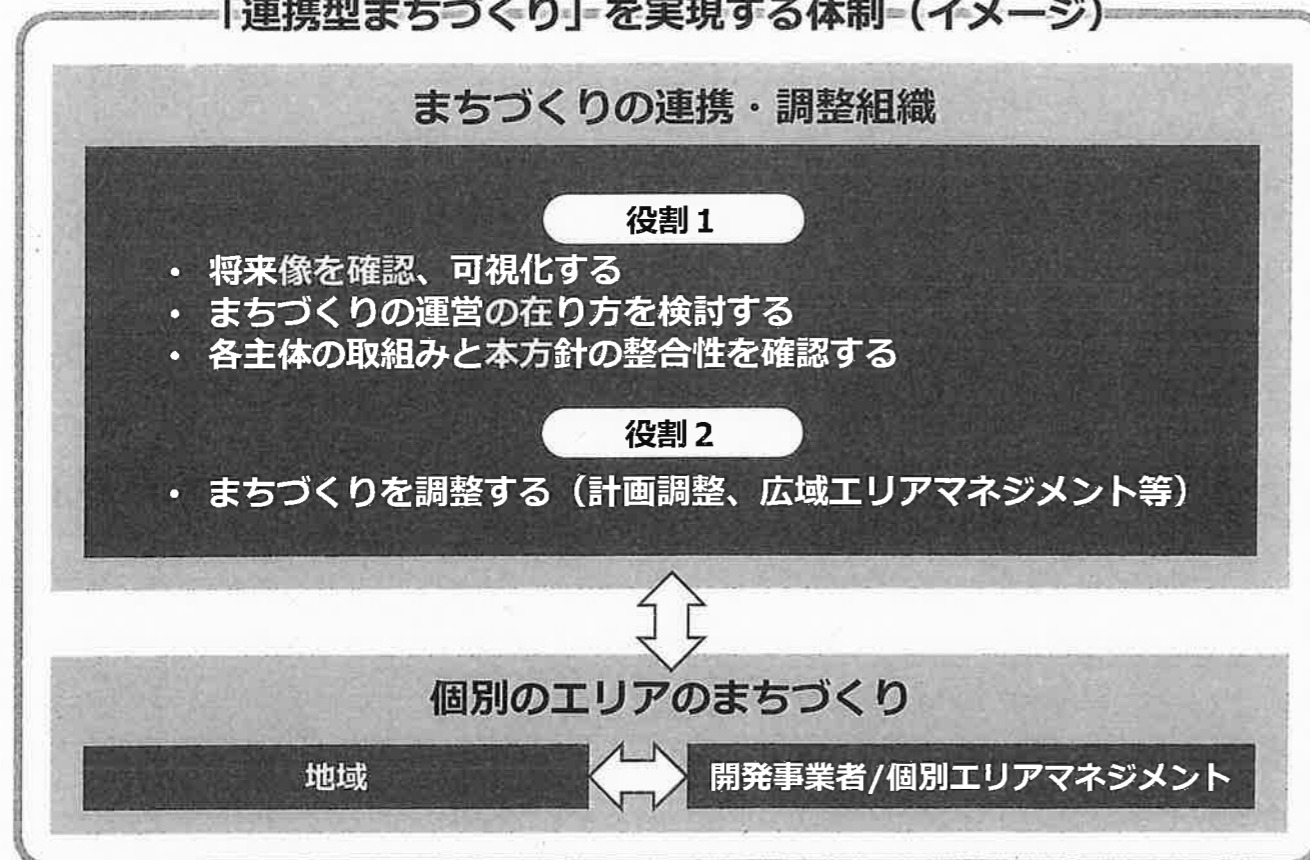 「連携型まちづくり」を実現する体制（イメージ）
まちづくりの連携・調整組織
役割１
・ 将来像を確認、可視化する
・ まちづくりの運営の在り方を検討する
・ 各主体の取組みと本方針の整合性を確認する
役割２
・ まちづくりを調整する（計画調整、広域エリアマネジメント等）
個別のエリアのまちづくり
地域
開発事業者/個別エリアマネジメント